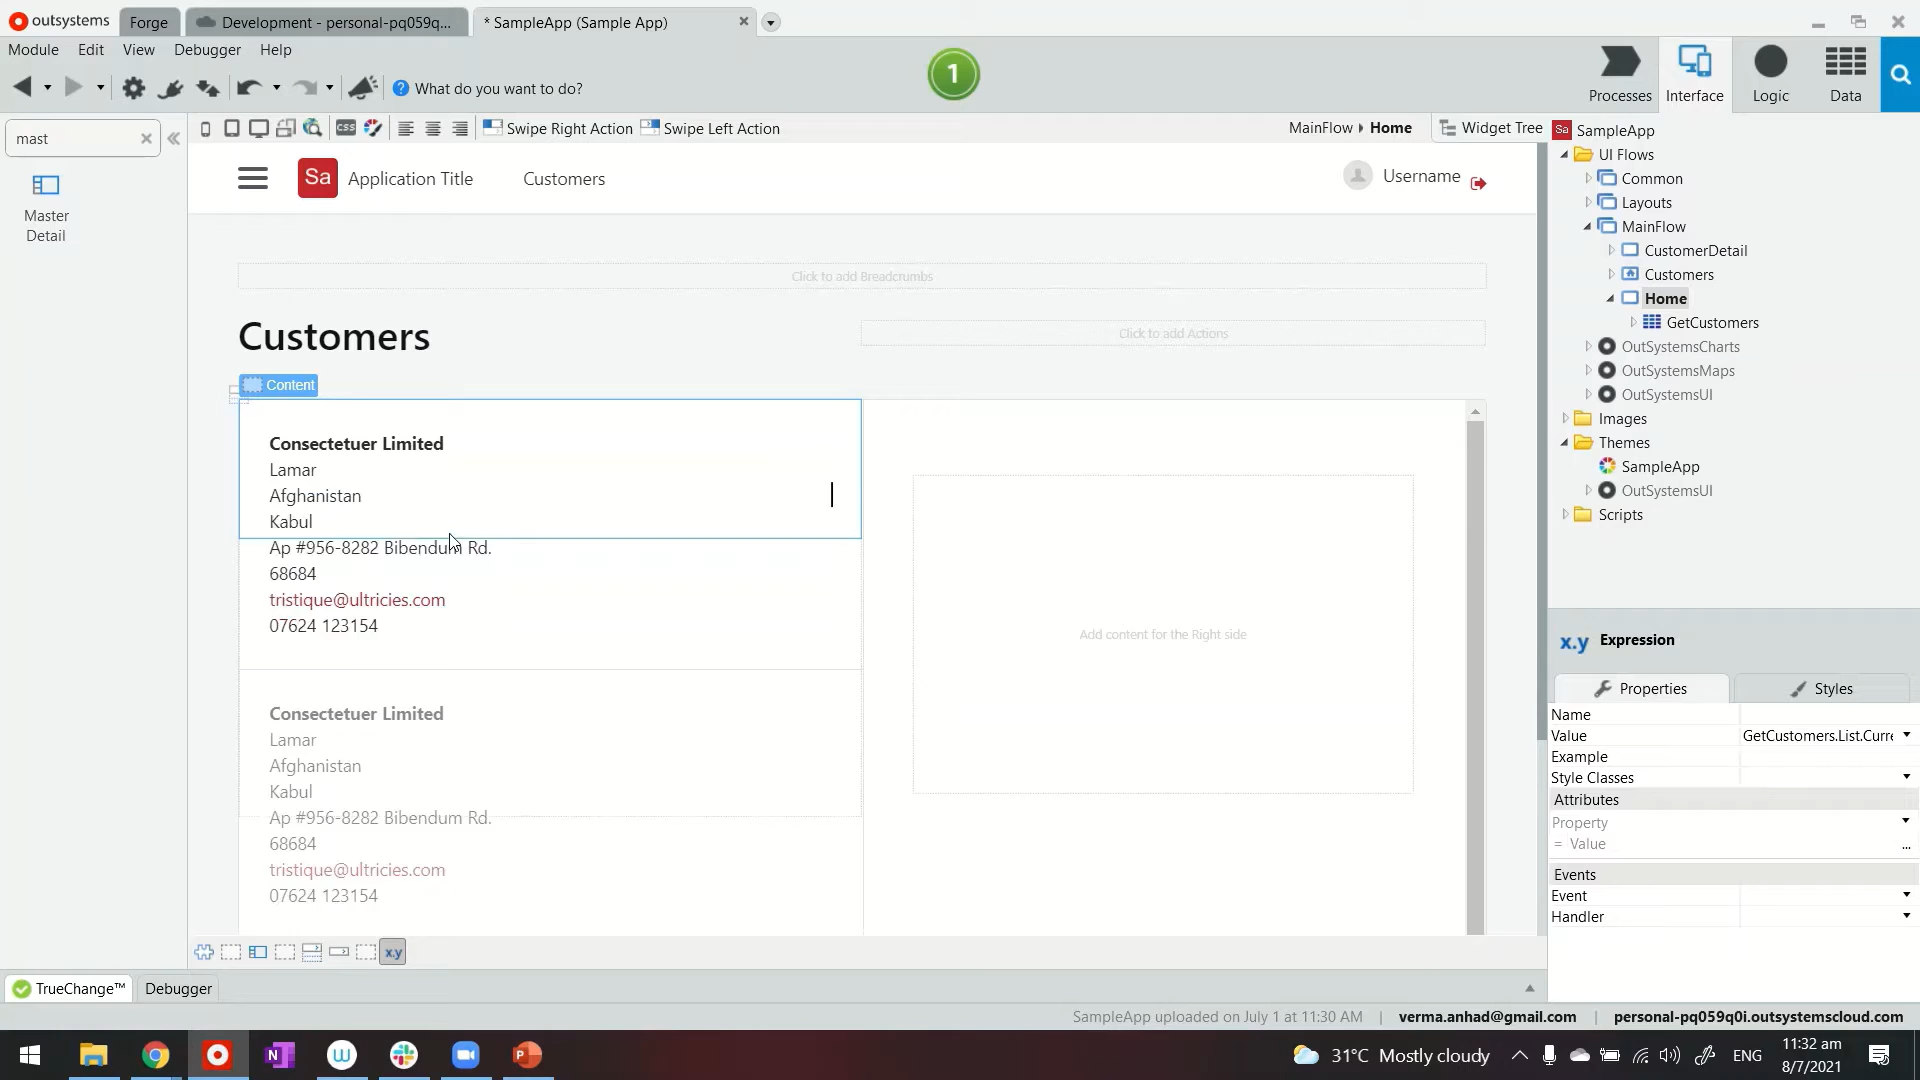 outsystems
Forge
Development - personal-pq059q...
* SampleApp (Sample App)
Module Edit View Debugger Help
1
What do you want to do?
Processes Interface Logic Data
mast
Master
Detail
CSS
Swipe Right Action
Swipe Left Action
MainFlow Home
Widget Tree
Sa Application Title
Customers
Username
Click to add Breadcrumbs
Customers
Click to add Actions
Content
Consectetuer Limited
Lamar
Afghanistan
Kabul
Ap #956-8282 Bibendum Rd.
68684
tristique@ultricies.com
07624 123154
Consectetuer Limited
Lamar
Afghanistan
Kabul
Ap #956-8282 Bibendum Rd.
68684
tristique@ultricies.com
07624 123154
Add content for the Right side
x.y
Sa SampleApp
UI Flows
Common
Layouts
MainFlow
CustomerDetail
Customers
Home
GetCustomers
OutSystemsCharts
OutSystemsMaps
OutSystemsUI
Images
Themes
SampleApp
OutSystemsUI
Scripts
x.y Expression
Properties Styles
Name
Value GetCustomers.List.Curre
Example
Style Classes
Attributes
Property
= Value ...
Events
Event
Handler
TrueChange™ Debugger
SampleApp uploaded on July 1 at 11:30 AM | verma.anhad@gmail.com | personal-pq059q0i.outsystemscloud.com
31°C Mostly cloudy
ENG
11:32 am
8/7/2021